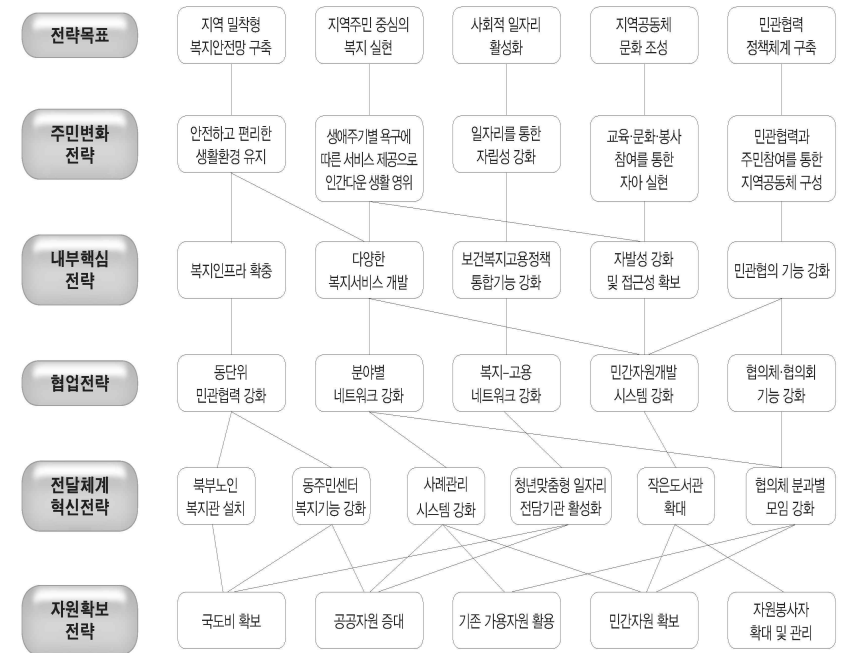 전략목표
지역 밀착형
복지안전망 구축
지역주민 중심의
복지 실현
사회적 일자리
활성화
지역공동체
문화 조성
민관협력
정책체계 구축
주민변화
전략
안전하고 편리한
생활환경 유지
생애주기별 욕구에
따른 서비스 제공으로
인간다운 생활 영위
일자리를 통한
자립성 강화
교육·문화·봉사
참여를 통한
자아 실현
민관협력과
주민참여를 통한
지역공동체 구성
내부핵심
전략
복지인프라 확충
다양한
복지서비스 개발
보건복지고용정책
통합기능 강화
자발성 강화
및 접근성 확보
민관협의 기능 강화
협업전략
동단위
민관협력 강화
분야별
네트워크 강화
복지-고용
네트워크 강화
민간자원개발
시스템 강화
협의체·협의회
기능 강화
전달체계
혁신전략
북부노인
복지관 설치
동주민센터
복지기능 강화
사례관리
시스템 강화
청년맞춤형 일자리
전담기관 활성화
작은도서관
확대
협의체 분과별
모임 강화
자원확보
전략
국도비 확보
공공자원 증대
기존 가용자원 활용
민간자원 확보
자원봉사자
확대 및 관리